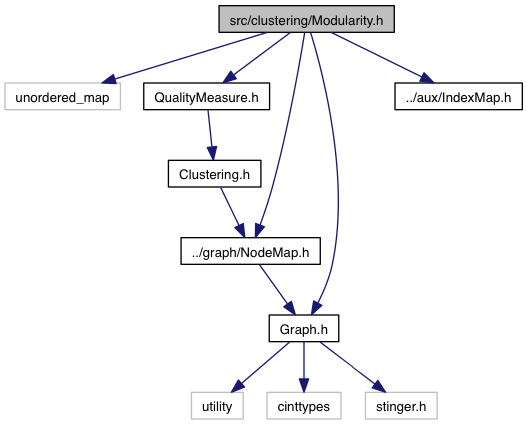 src/clustering/Modularity.h
unordered_map
QualityMeasure.h
../aux/IndexMap.h
Clustering.h
../graph/NodeMap.h
Graph.h
utility
cinttypes
stinger.h